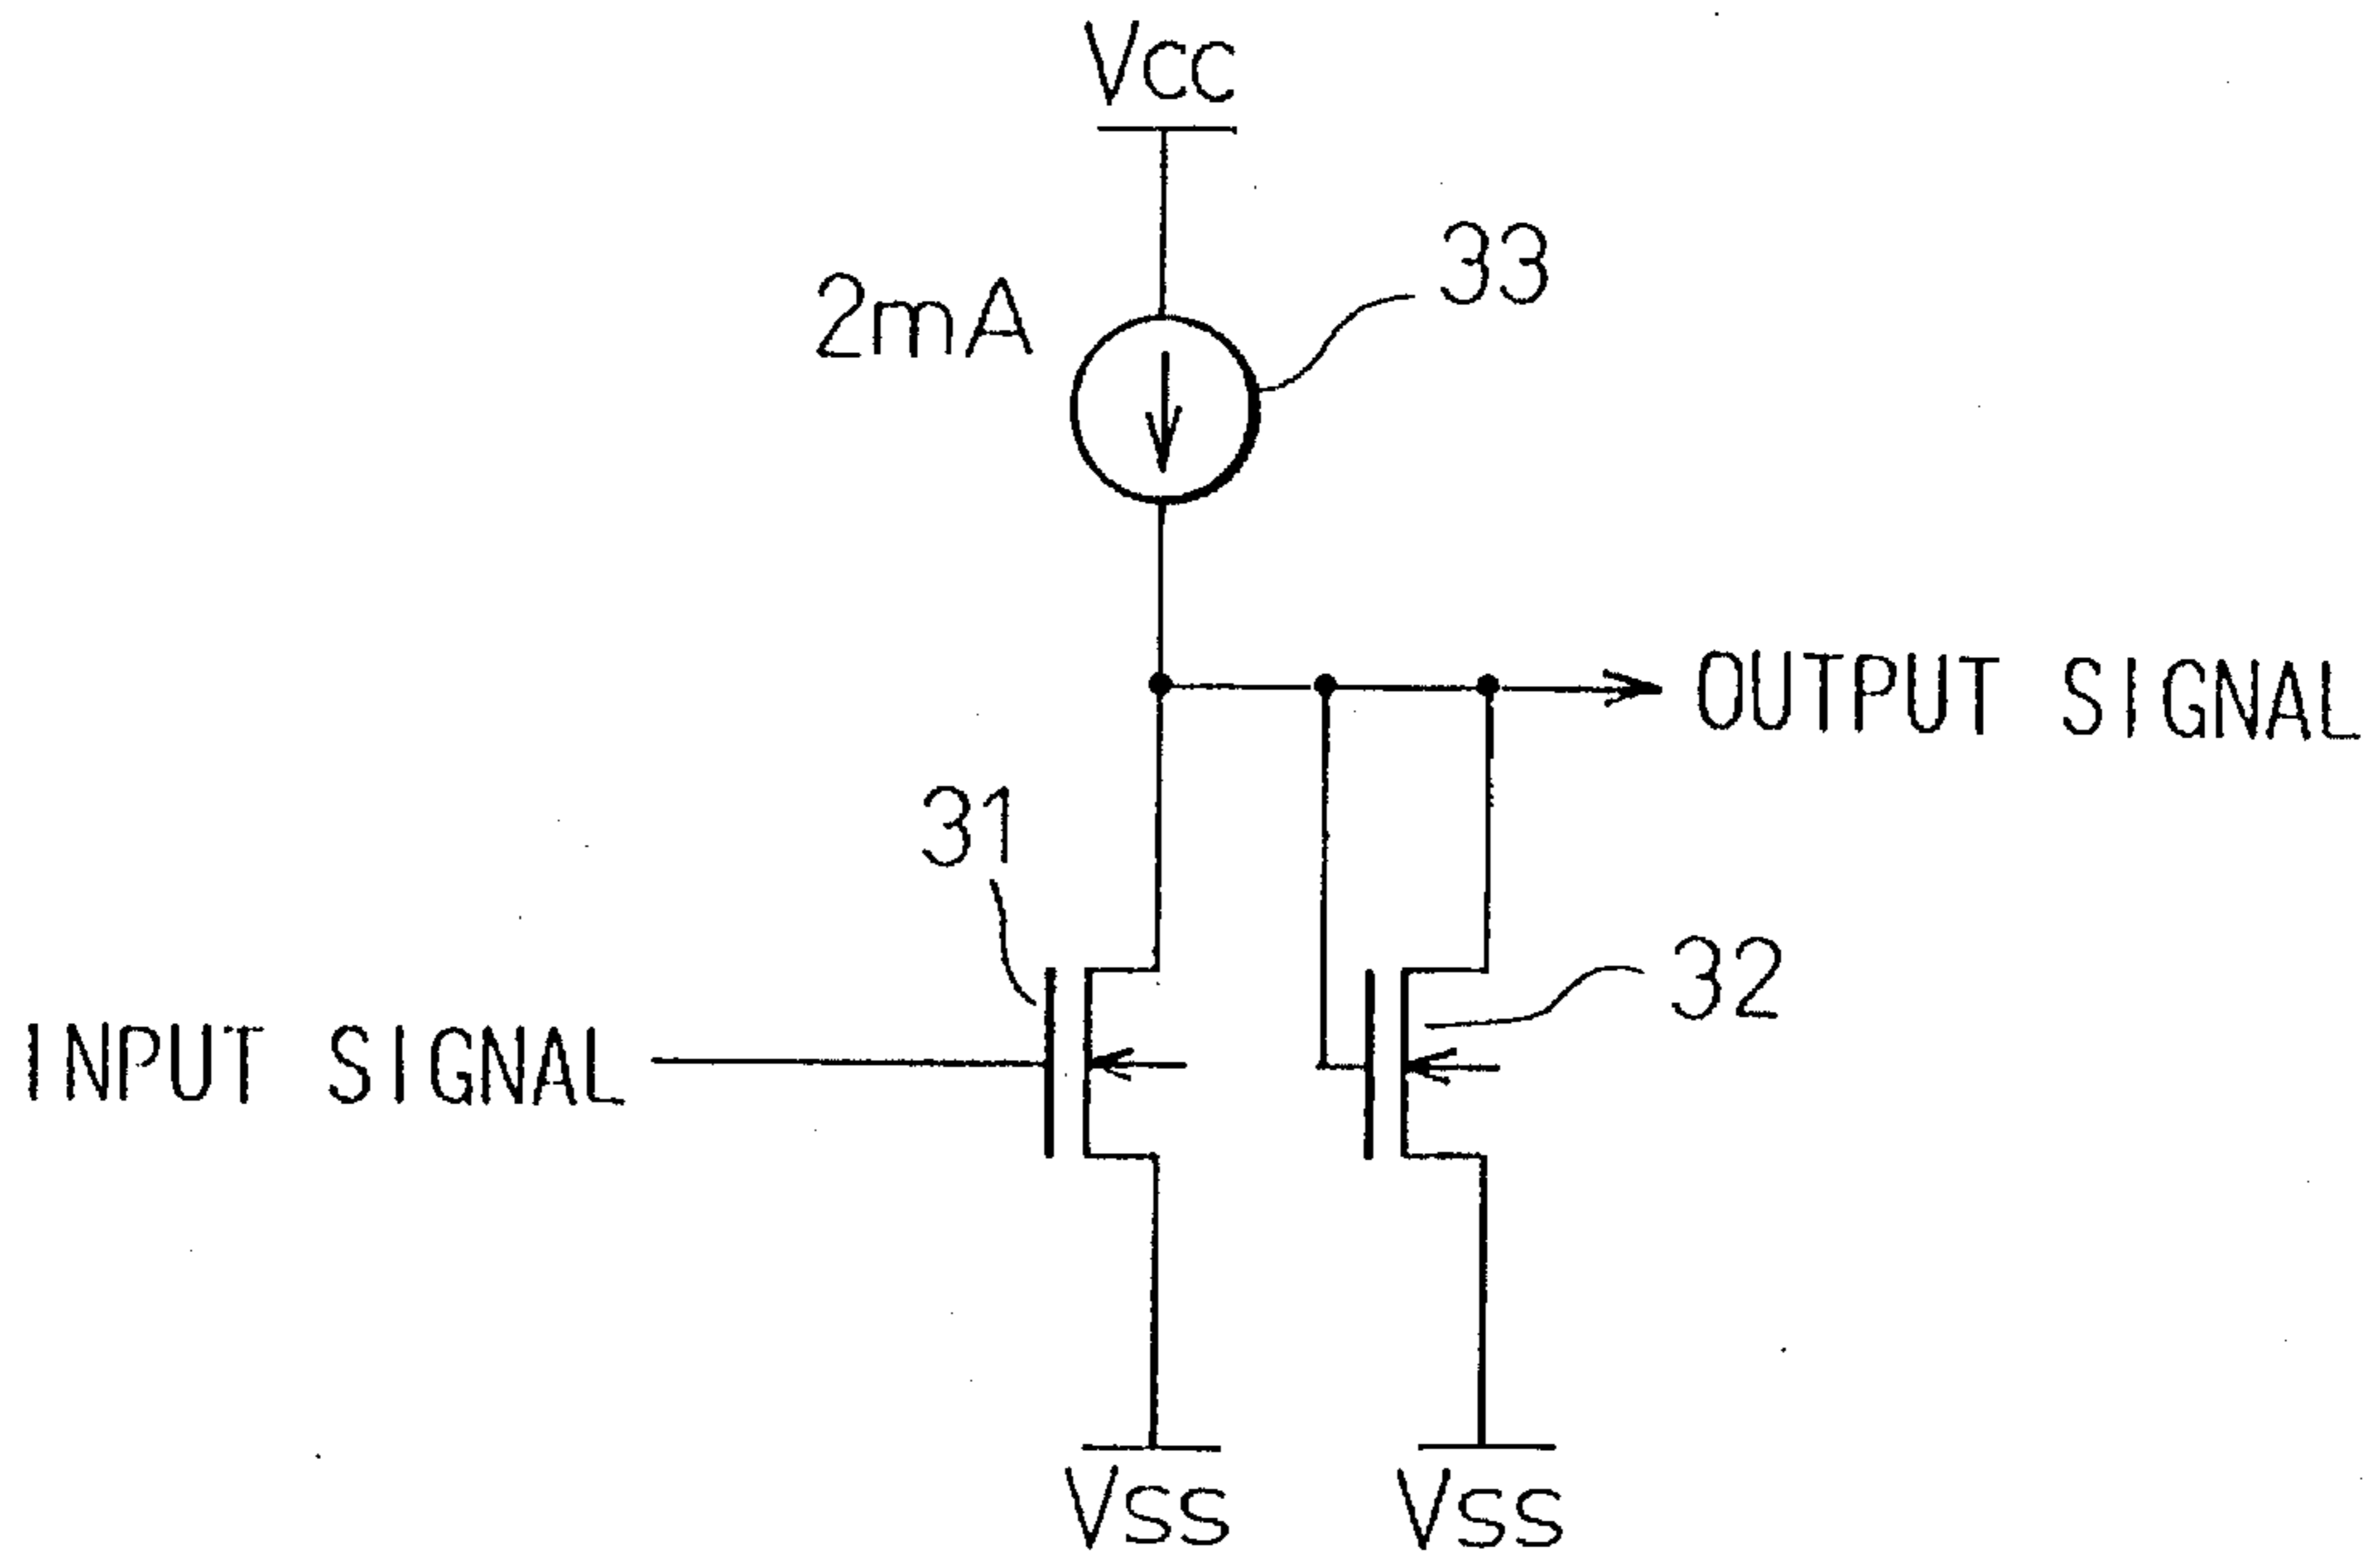 Vcc
33
2mA
OUTPUT SIGNAL
31
32
INPUT SIGNAL
Vss
Vss